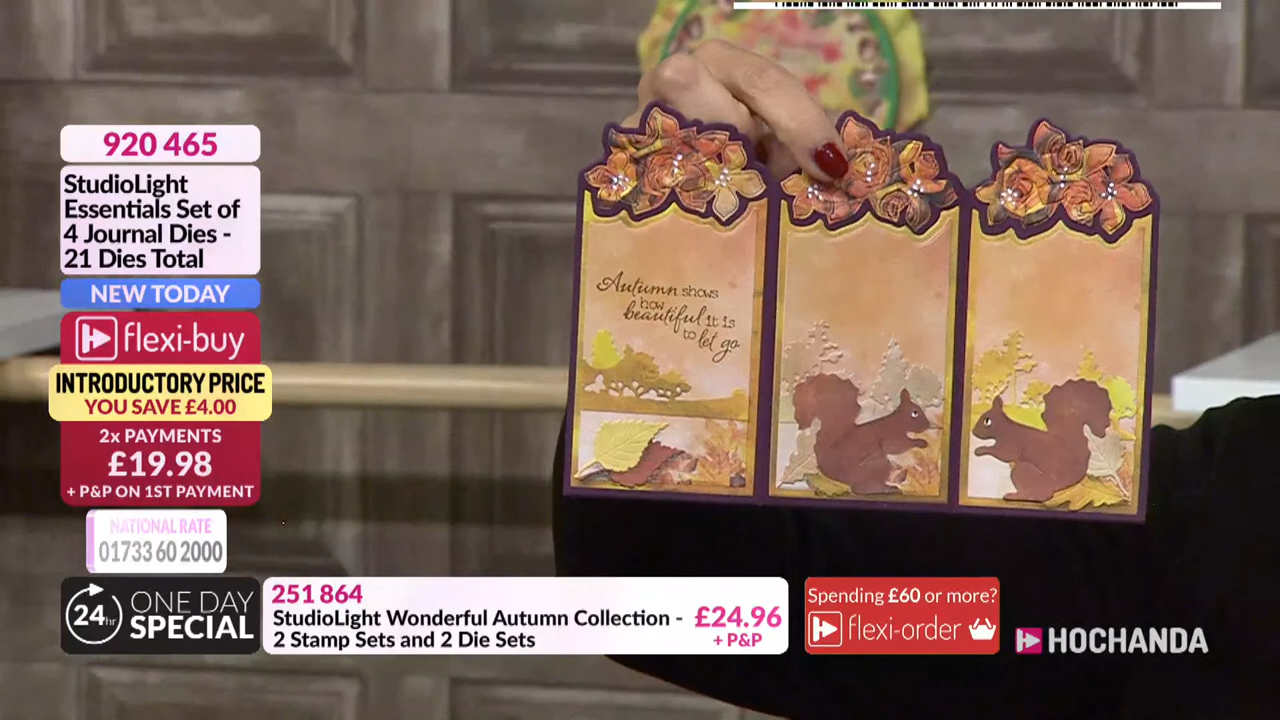 920 465
StudioLight
Essentials Set of
4 Journal Dies -
21 Dies Total
NEW TODAY
flexi-buy
INTRODUCTORY PRICE
YOU SAVE £4.00
2x PAYMENTS
£19.98
+ P&P ON 1ST PAYMENT
NATIONAL RATE
01733 60 2000
Autumn shows
how
beautiful it is
to let go
24hr
ONE DAY
SPECIAL
251 864
StudioLight Wonderful Autumn Collection -
2 Stamp Sets and 2 Die Sets
£24.96
+ P&P
Spending £60 or more?
flexi-order
HOCHANDA